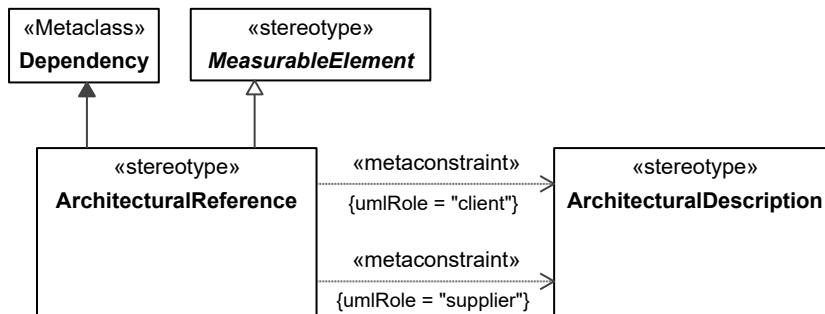 «Metaclass»
Dependency
«stereotype»
MeasurableElement
«stereotype»
ArchitecturalReference
«metaconstraint»
{umlRole = "client"}
«metaconstraint»
{umlRole = "supplier"}
«stereotype»
ArchitecturalDescription